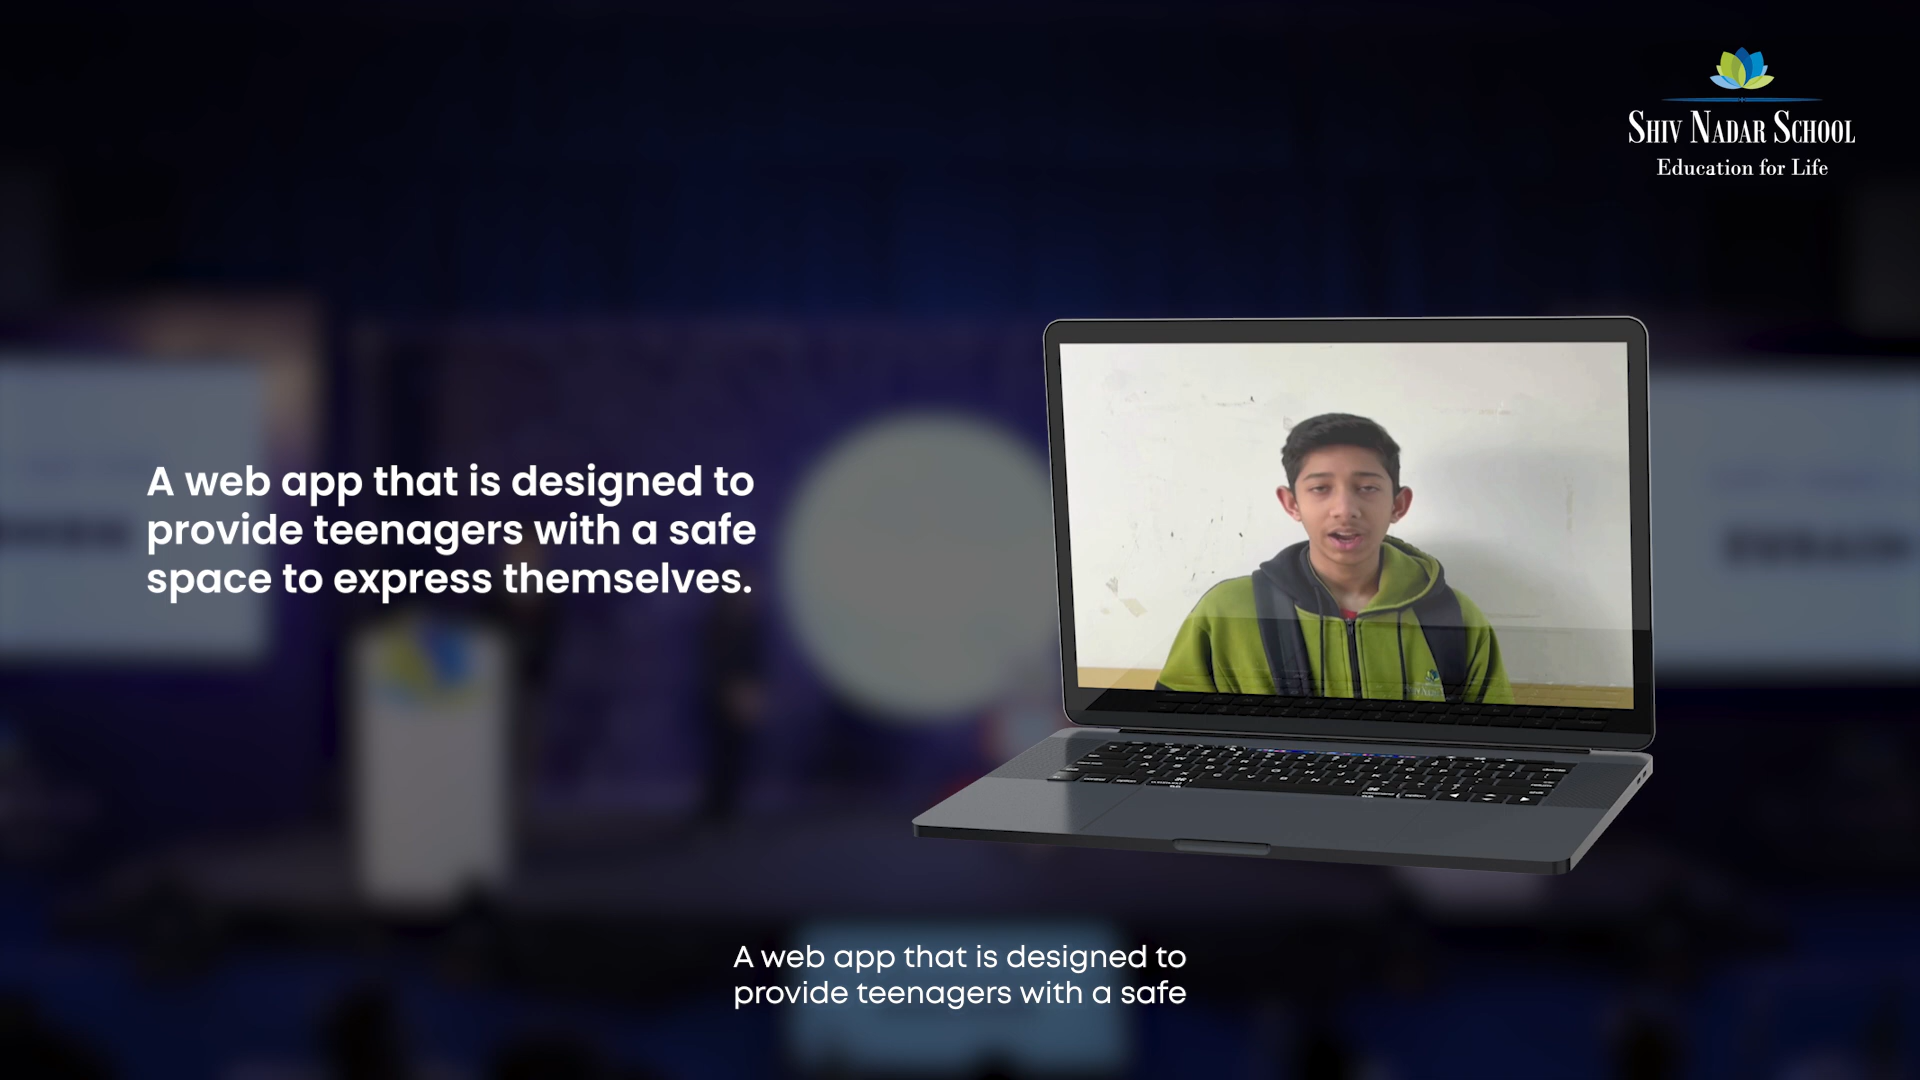 SHIV NADAR SCHOOL
Education for Life
A web app that is designed to
provide teenagers with a safe
space to express themselves.
A web app that is designed to
provide teenagers with a safe